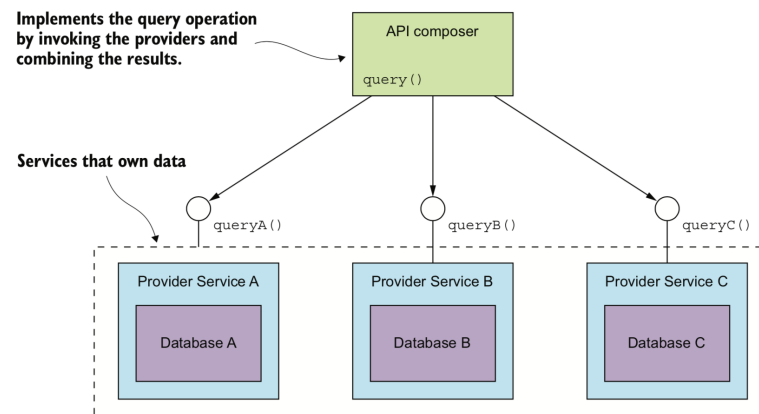 Implements the query operation
by invoking the providers and
combining the results.
API composer
query()
Services that own data
queryA()
queryB()
queryC()
Provider Service A
Provider Service B
Provider Service C
Database A
Database B
Database C